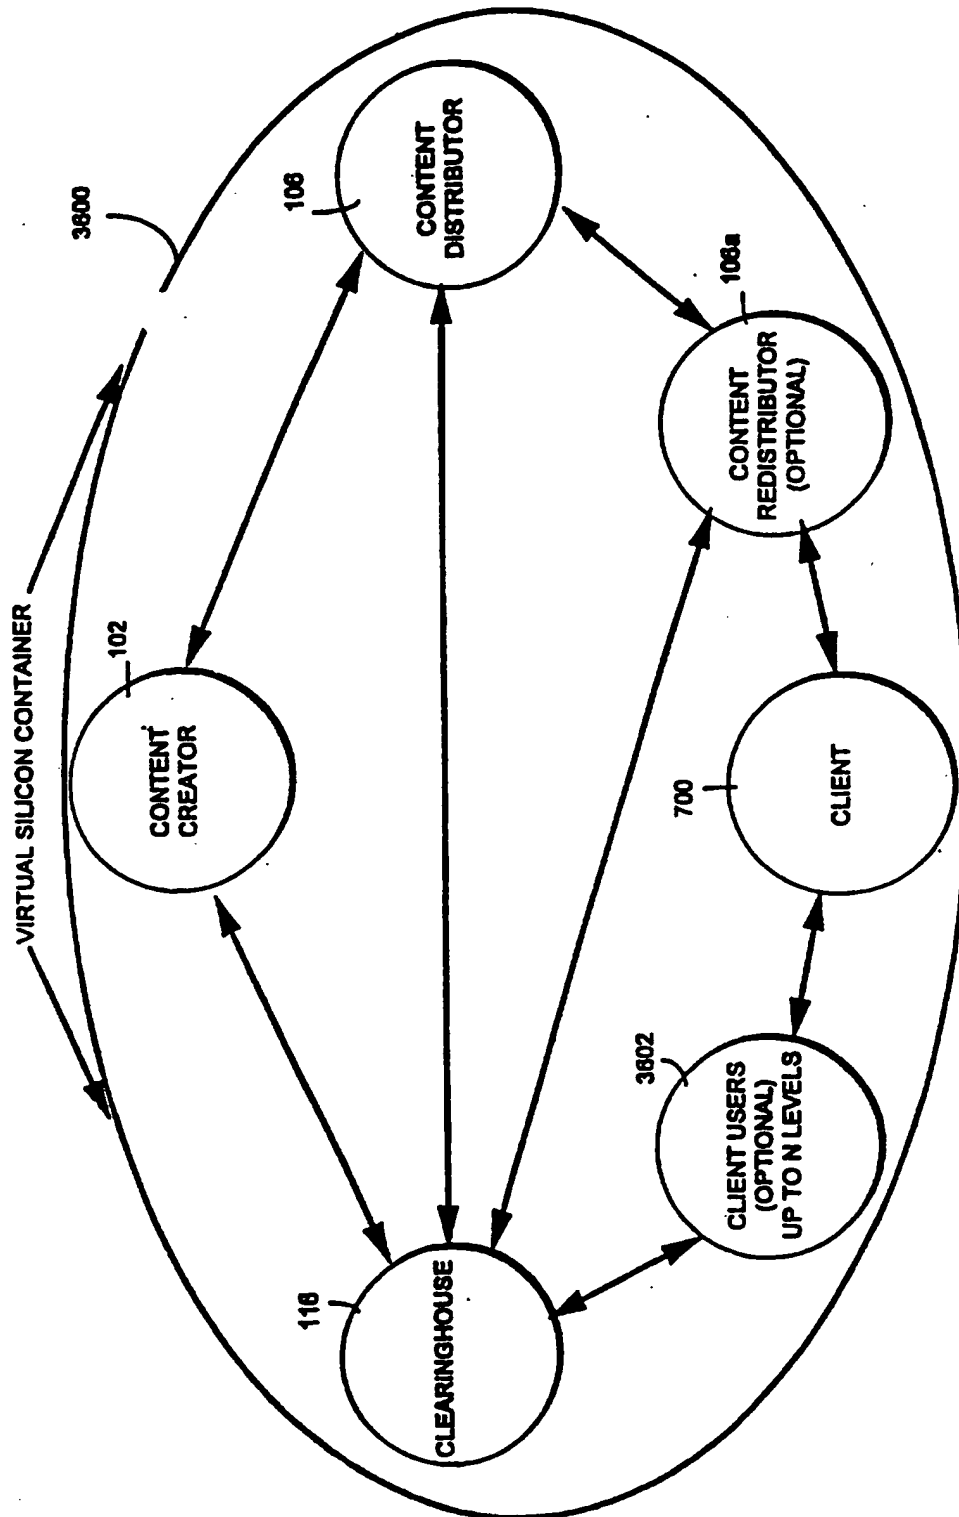 VIRTUAL SILICON CONTAINER
3600
102
CONTENT
CREATOR
116
CLEARINGHOUSE
106
CONTENT
DISTRIBUTOR
3602
CLIENT USERS
(OPTIONAL)
UP TO N LEVELS
700
CLIENT
106a
CONTENT
REDISTRIBUTOR
(OPTIONAL)